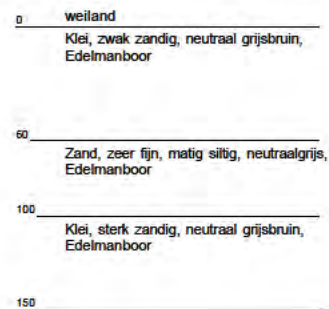 0 weiland
Klei, zwak zandig, neutraal grijsbruin,
Edelmanboor
60
Zand, zeer fijn, matig siltig, neutraalgrijs,
Edelmanboor
100
Klei, sterk zandig, neutraal grijsbruin,
Edelmanboor
150